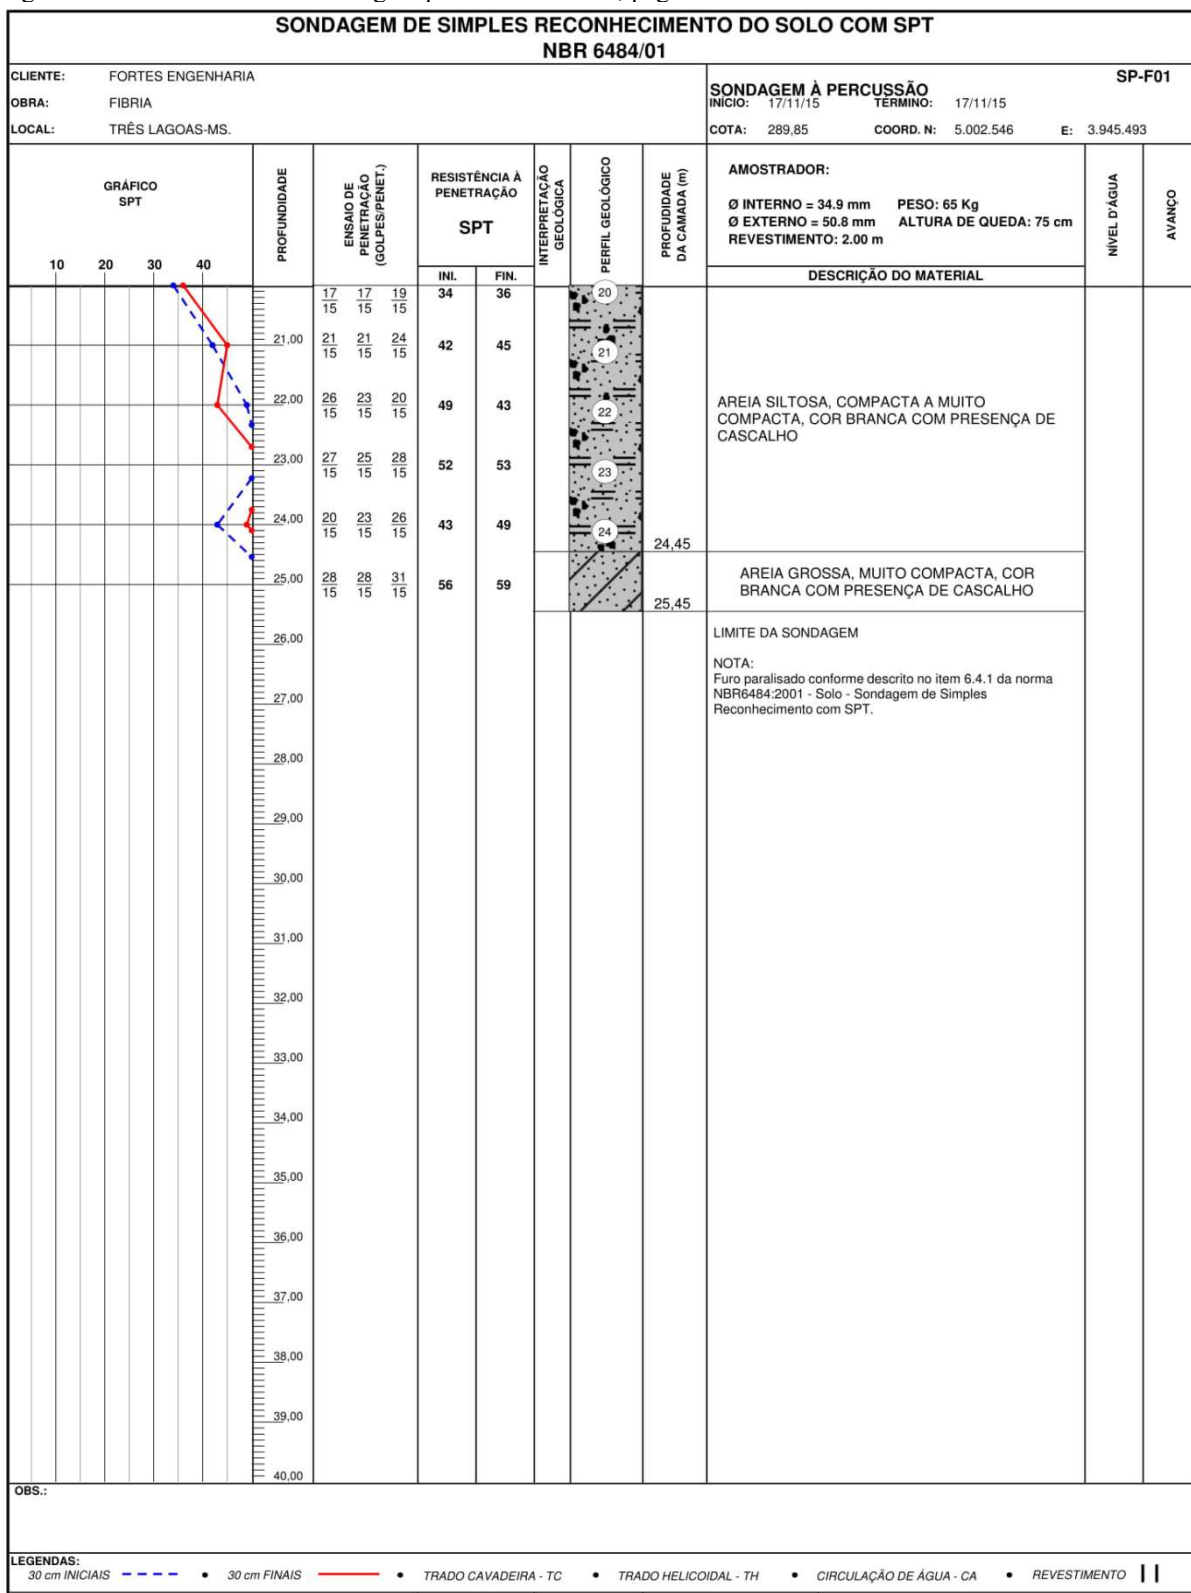 SONDAGEM DE SIMPLES RECONHECIMENTO DO SOLO COM SPT
NBR 6484/01
CLIENTE: FORTES ENGENHARIA
OBRA: FIBRIA
LOCAL: TRÊS LAGOAS-MS.
SONDAGEM À PERCUSSÃO SP-F01
INÍCIO: 17/11/15 TÉRMINO: 17/11/15
COTA: 289,85 COORD. N: 5.002.546 E: 3.945.493
GRÁFICO
SPT
10 20 30 40
PROFUNDIDADE
ENSAIO DE
PENETRAÇÃO
(GOLPES/PENET.)
RESISTÊNCIA À
PENETRAÇÃO
SPT
INI. FIN.
INTERPRETAÇÃO
GEOLÓGICA
PERFIL GEOLÓGICO
PROFUDIDADE
DA CAMADA (m)
AMOSTRADOR:
Ø INTERNO = 34.9 mm PESO: 65 Kg
Ø EXTERNO = 50.8 mm ALTURA DE QUEDA: 75 cm
REVESTIMENTO: 2.00 m
DESCRIÇÃO DO MATERIAL
NÍVEL D'ÁGUA
AVANÇO
17/15 17/15 19/15 34 36 20
21,00 21/15 21/15 24/15 42 45 21
22,00 26/15 23/15 20/15 49 43 22
23,00 27/15 25/15 28/15 52 53 23
24,00 20/15 23/15 26/15 43 49 24
24,45
25,00 28/15 28/15 31/15 56 59
25,45
AREIA SILTOSA, COMPACTA A MUITO
COMPACTA, COR BRANCA COM PRESENÇA DE
CASCALHO
AREIA GROSSA, MUITO COMPACTA, COR
BRANCA COM PRESENÇA DE CASCALHO
LIMITE DA SONDAGEM
NOTA:
Furo paralisado conforme descrito no item 6.4.1 da norma
NBR6484:2001 - Solo - Sondagem de Simples
Reconhecimento com SPT.
26,00
27,00
28,00
29,00
30,00
31,00
32,00
33,00
34,00
35,00
36,00
37,00
38,00
39,00
40,00
OBS.:
LEGENDAS:
30 cm INICIAIS • 30 cm FINAIS • TRADO CAVADEIRA - TC • TRADO HELICOIDAL - TH • CIRCULAÇÃO DE ÁGUA - CA • REVESTIMENTO